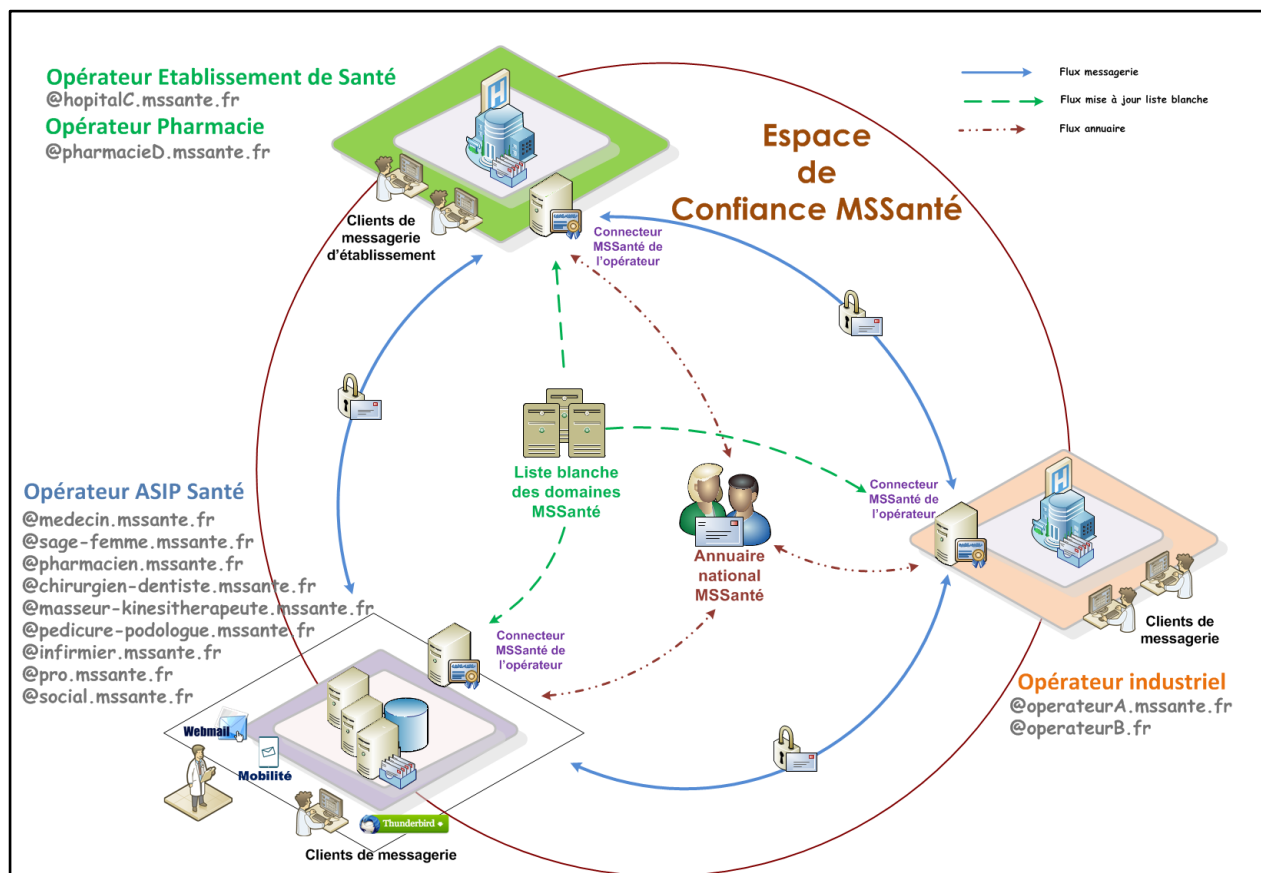 Opérateur Etablissement de Santé
@hopitalC.mssante.fr
Opérateur Pharmacie
@pharmacieD.mssante.fr
Flux messagerie
Flux mise à jour liste blanche
Flux annuaire
Espace
de
Confiance MSSanté
H
Clients de
messagerie
d'établissement
Connecteur
MSSanté de
l'opérateur
Liste blanche
des domaines
MSSanté
Annuaire
national
MSSanté
Connecteur
MSSanté de
l'opérateur
H
Clients de
messagerie
Opérateur industriel
@operateurA.mssante.fr
@operateurB.fr
Opérateur ASIP Santé
@medecin.mssante.fr
@sage-femme.mssante.fr
@pharmacien.mssante.fr
@chirurgien-dentiste.mssante.fr
@masseur-kinesitherapeute.mssante.fr
@pedicure-podologue.mssante.fr
@infirmier.mssante.fr
@pro.mssante.fr
@social.mssante.fr
Connecteur
MSSanté de
l'opérateur
Webmail
Mobilité
Thunderbird
Clients de messagerie